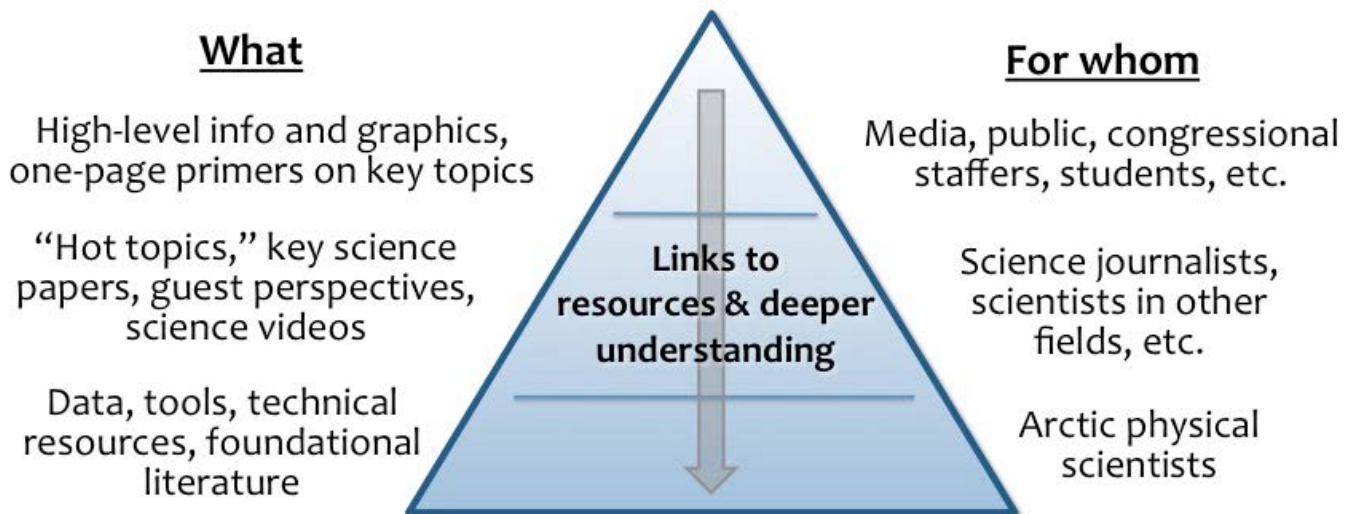 What
High-level info and graphics,
one-page primers on key topics
“Hot topics,” key science
papers, guest perspectives,
science videos
Data, tools, technical
resources, foundational
literature
Links to
resources & deeper
understanding
For whom
Media, public, congressional
staffers, students, etc.
Science journalists,
scientists in other
fields, etc.
Arctic physical
scientists